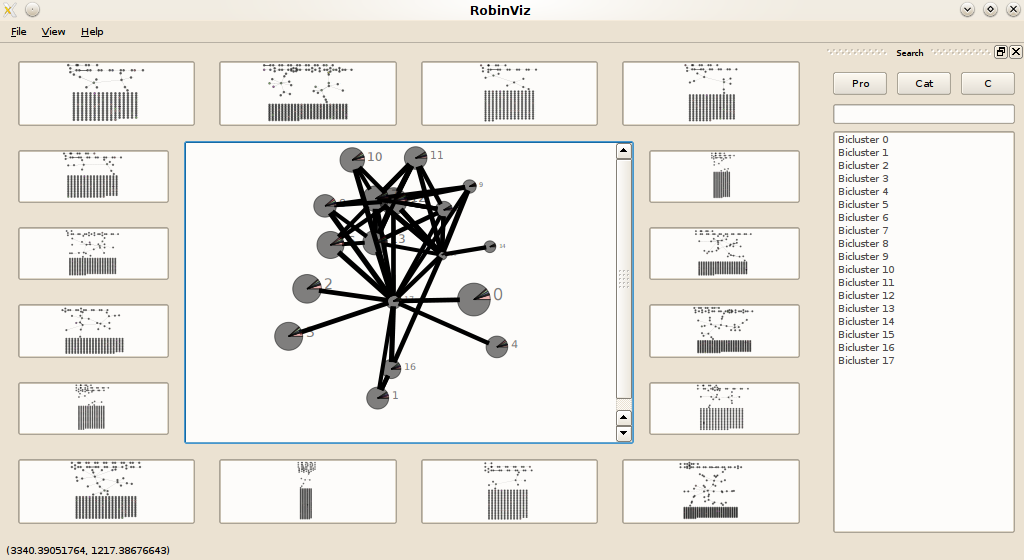 RobinViz
File View Help
Search
Pro Cat C
Bicluster 0
Bicluster 1
Bicluster 2
Bicluster 3
Bicluster 4
Bicluster 5
Bicluster 6
Bicluster 7
Bicluster 8
Bicluster 9
Bicluster 10
Bicluster 11
Bicluster 12
Bicluster 13
Bicluster 14
Bicluster 15
Bicluster 16
Bicluster 17
10
11
9
14
2
0
4
16
1
(3340.39051764, 1217.38676643)